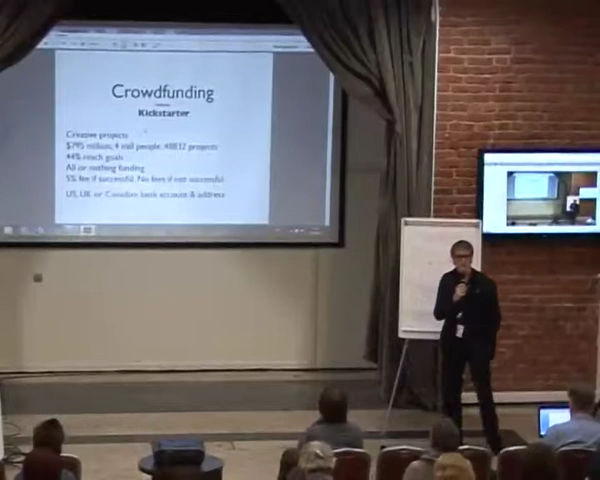 Crowdfunding
Kickstarter
Creative projects
$795 million, 4 mill people, 48832 projects
44% reach goals
All or nothing funding
5% fee if successful, No fees if not successful
US, UK or Canadian bank account & address